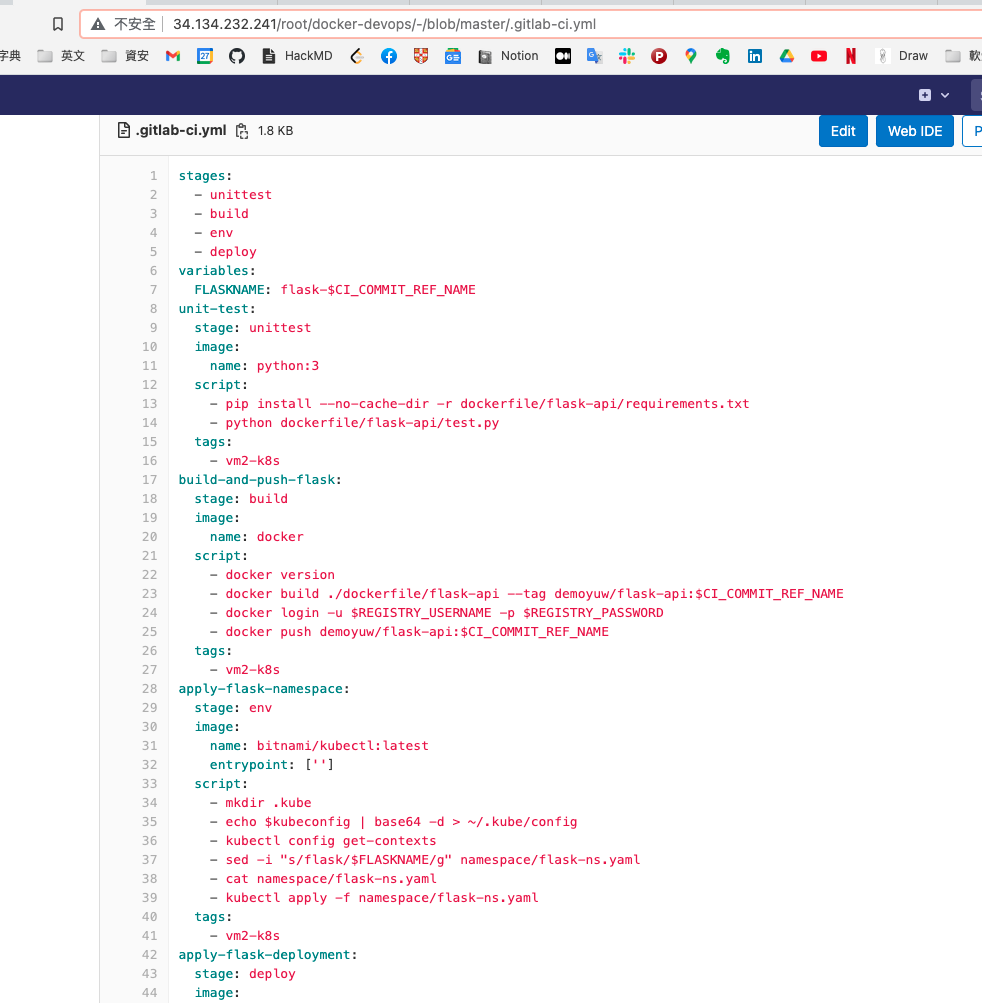 不安全 34.134.232.241/root/docker-devops/-/blob/master/.gitlab-ci.yml
字典 英文 資安 27 HackMD Notion Draw 軟
.gitlab-ci.yml 1.8 KB Edit Web IDE P
1 stages:
2 - unittest
3 - build
4 - env
5 - deploy
6 variables:
7 FLASKNAME: flask-$CI_COMMIT_REF_NAME
8 unit-test:
9 stage: unittest
10 image:
11 name: python:3
12 script:
13 - pip install --no-cache-dir -r dockerfile/flask-api/requirements.txt
14 - python dockerfile/flask-api/test.py
15 tags:
16 - vm2-k8s
17 build-and-push-flask:
18 stage: build
19 image:
20 name: docker
21 script:
22 - docker version
23 - docker build ./dockerfile/flask-api --tag demoyuw/flask-api:$CI_COMMIT_REF_NAME
24 - docker login -u $REGISTRY_USERNAME -p $REGISTRY_PASSWORD
25 - docker push demoyuw/flask-api:$CI_COMMIT_REF_NAME
26 tags:
27 - vm2-k8s
28 apply-flask-namespace:
29 stage: env
30 image:
31 name: bitnami/kubectl:latest
32 entrypoint: ['']
33 script:
34 - mkdir .kube
35 - echo $kubeconfig | base64 -d > ~/.kube/config
36 - kubectl config get-contexts
37 - sed -i "s/flask/$FLASKNAME/g" namespace/flask-ns.yaml
38 - cat namespace/flask-ns.yaml
39 - kubectl apply -f namespace/flask-ns.yaml
40 tags:
41 - vm2-k8s
42 apply-flask-deployment:
43 stage: deploy
44 image: